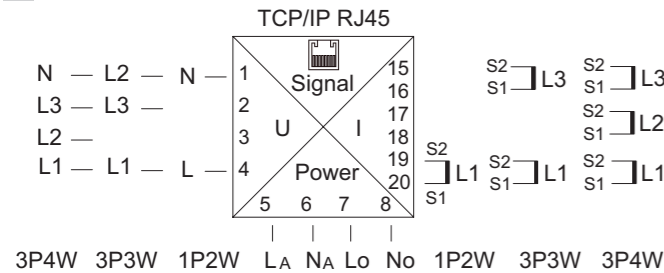 TCP/IP RJ45
N — L2 — N — 1 Signal 15 S2 S1 L3 S2 S1 L3
16
L3 — L3 — 2 17 S2 S1 L2
L2 — 3 U I 18
L1 — L1 — L — 4 Power 19 S2 S1 L1 S2 S1 L1 S2 S1 L1
20
5 6 7 8
3P4W 3P3W 1P2W LA NA Lo No 1P2W 3P3W 3P4W